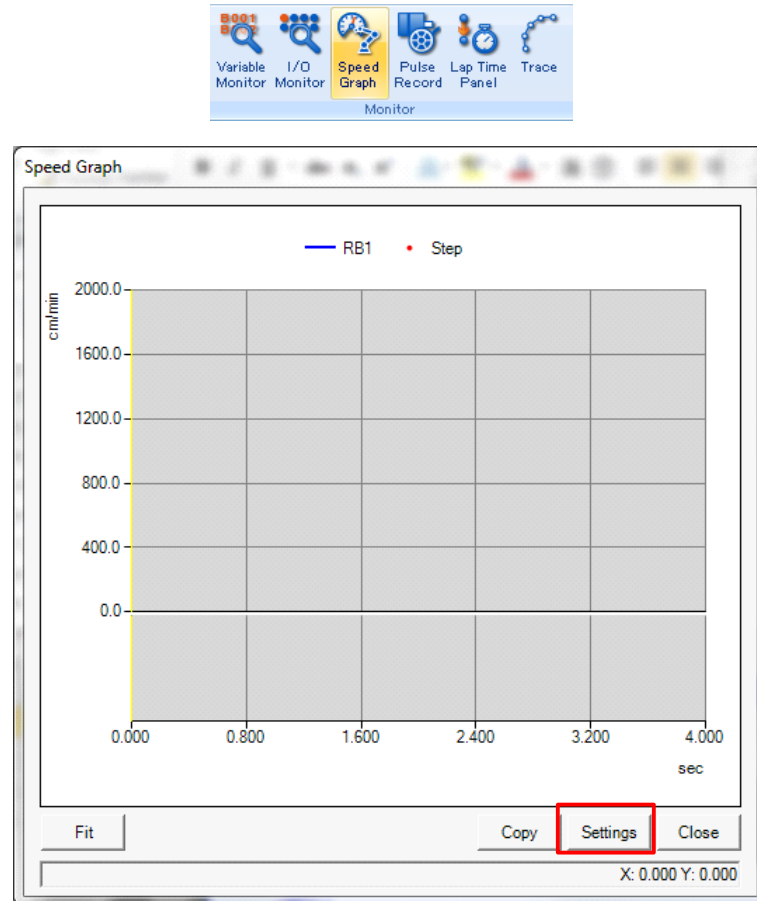 B001
Variable Monitor
I/O Monitor
Speed Graph
Pulse Record
Lap Time Panel
Trace
Monitor
Speed Graph
RB1 Step
cm/min
2000.0
1600.0
1200.0
800.0
400.0
0.0
0.000 0.800 1.600 2.400 3.200 4.000
sec
Fit Copy Settings Close
X: 0.000 Y: 0.000